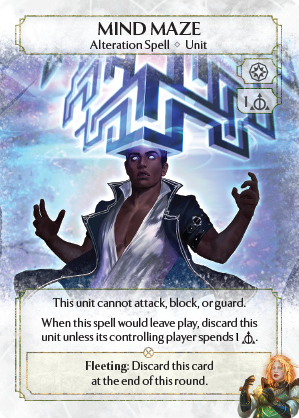 MIND MAZE
Alteration Spell ◇ Unit
1
This unit cannot attack, block, or guard.
When this spell would leave play, discard this
unit unless its controlling player spends 1 .
Fleeting: Discard this card
at the end of this round.